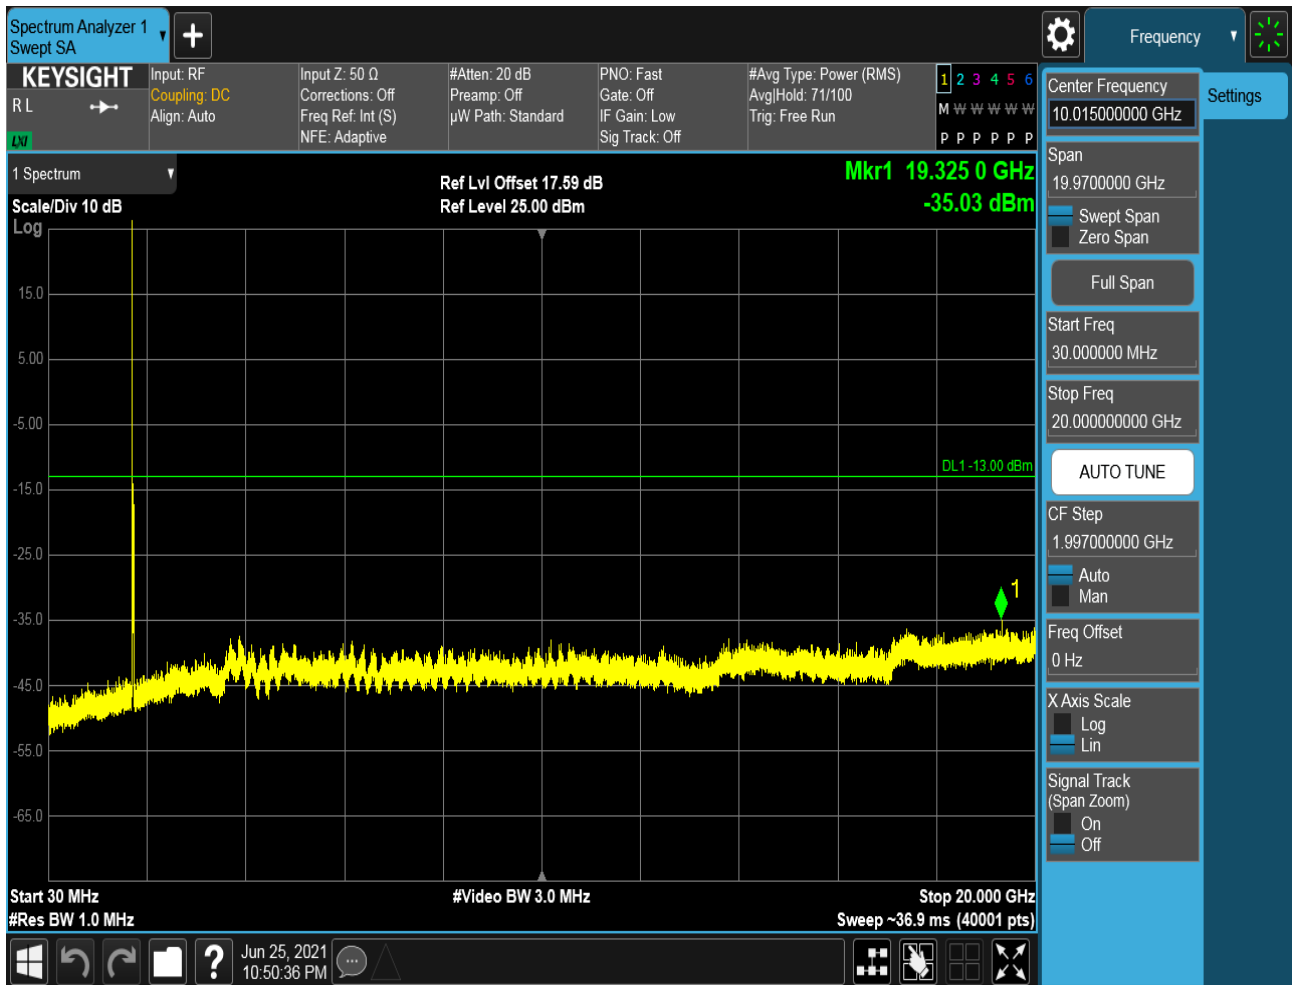 Spectrum Analyzer 1
Swept SA
Frequency
KEYSIGHT
R L
LXI
Input: RF
Coupling: DC
Align: Auto
Input Z: 50 Ω
Corrections: Off
Freq Ref: Int (S)
NFE: Adaptive
#Atten: 20 dB
Preamp: Off
µW Path: Standard
PNO: Fast
Gate: Off
IF Gain: Low
Sig Track: Off
#Avg Type: Power (RMS)
Avg|Hold: 71/100
Trig: Free Run
1 2 3 4 5 6
M W W W W W
P P P P P P
1 Spectrum
Scale/Div 10 dB
Log
Ref Lvl Offset 17.59 dB
Ref Level 25.00 dBm
Mkr1 19.325 0 GHz
-35.03 dBm
15.0
5.00
-5.00
-15.0
-25.0
-35.0
-45.0
-55.0
-65.0
DL1 -13.00 dBm
1
Start 30 MHz
#Res BW 1.0 MHz
#Video BW 3.0 MHz
Stop 20.000 GHz
Sweep ~36.9 ms (40001 pts)
Center Frequency
10.015000000 GHz
Settings
Span
19.9700000 GHz
Swept Span
Zero Span
Full Span
Start Freq
30.000000 MHz
Stop Freq
20.000000000 GHz
AUTO TUNE
CF Step
1.997000000 GHz
Auto
Man
Freq Offset
0 Hz
X Axis Scale
Log
Lin
Signal Track
(Span Zoom)
On
Off
?
Jun 25, 2021
10:50:36 PM